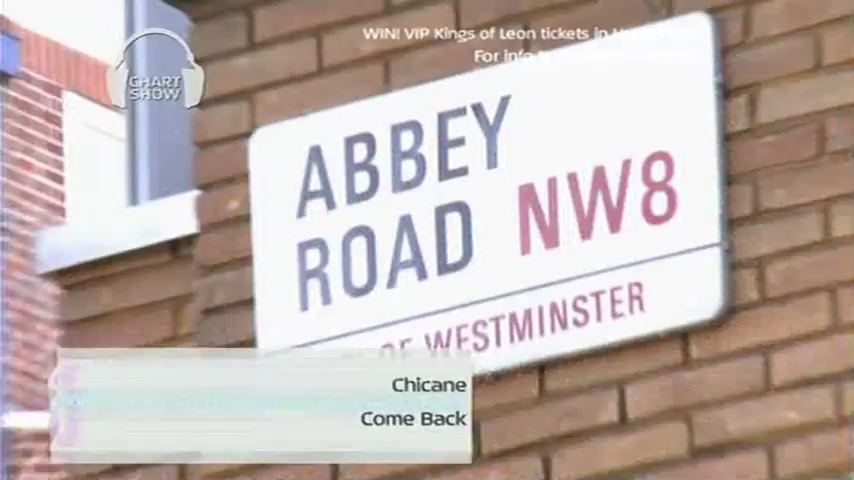 CHART
SHOW
WIN! VIP Kings of Leon tickets in
For info
ABBEY
ROAD NW8
OF WESTMINSTER
Chicane
Come Back